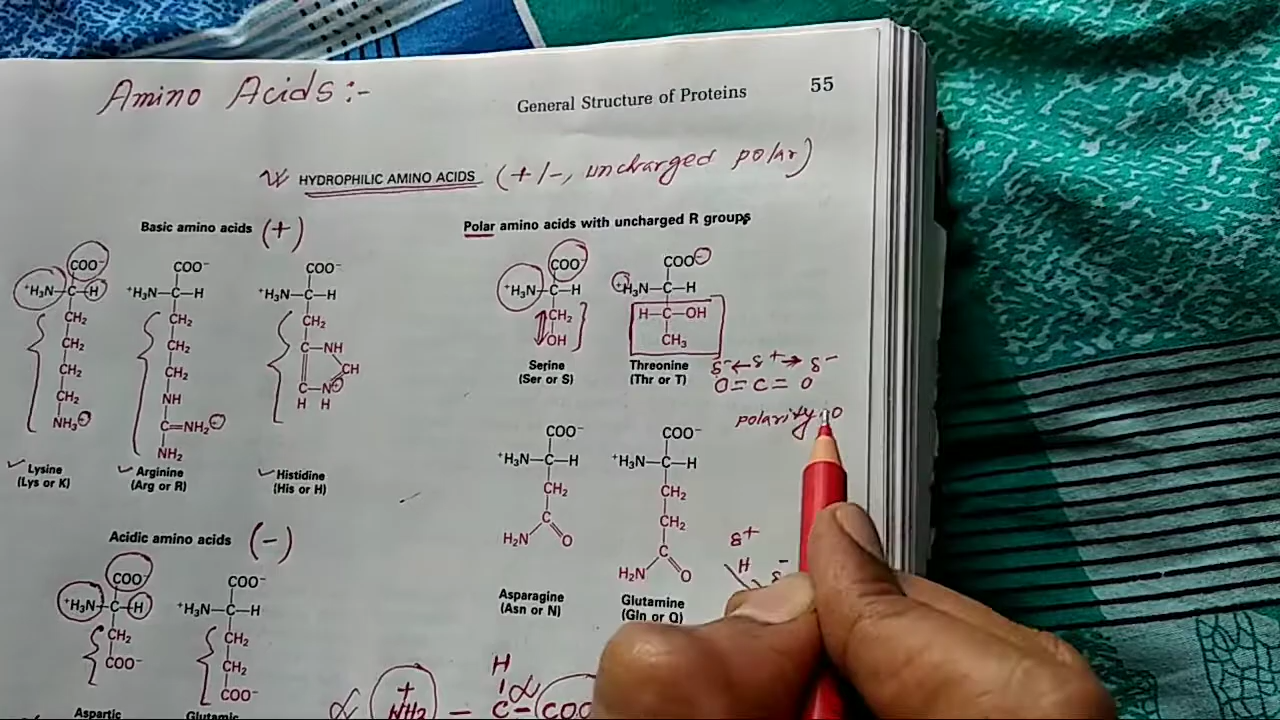 Amino Acids :-
General Structure of Proteins 55
HYDROPHILIC AMINO ACIDS (+/-, uncharged polar)
Basic amino acids (+)
COO⁻ COO⁻ COO⁻
⁺H₃N–C–H ⁺H₃N–C–H ⁺H₃N–C–H
CH₂ CH₂ CH₂
CH₂ CH₂ C–NH
CH₂ CH₂ CH
CH₂ NH C–N⊕
NH₃⊕ C=NH₂⊕ H H
NH₂
Lysine
(Lys or K)
Arginine
(Arg or R)
Histidine
(His or H)
Polar amino acids with uncharged R groups
COO⁻ COO⁻
⁺H₃N–C–H ⁺H₃N–C–H
CH₂ H–C–OH
OH CH₃
Serine
(Ser or S)
Threonine
(Thr or T)
δ⁻ ← δ⁺ → δ⁻
O = C = O
polarity
COO⁻ COO⁻
⁺H₃N–C–H ⁺H₃N–C–H
CH₂ CH₂
C CH₂
H₂N O C
H₂N O
Asparagine
(Asn or N)
Glutamine
(Gln or Q)
δ⁺
H δ⁻
Acidic amino acids (-)
COO⁻ COO⁻
⁺H₃N–C–H ⁺H₃N–C–H
CH₂ CH₂
COO⁻ CH₂
COO⁻
Aspartic Glutamic
H
α + α
NH₂ – C – COO